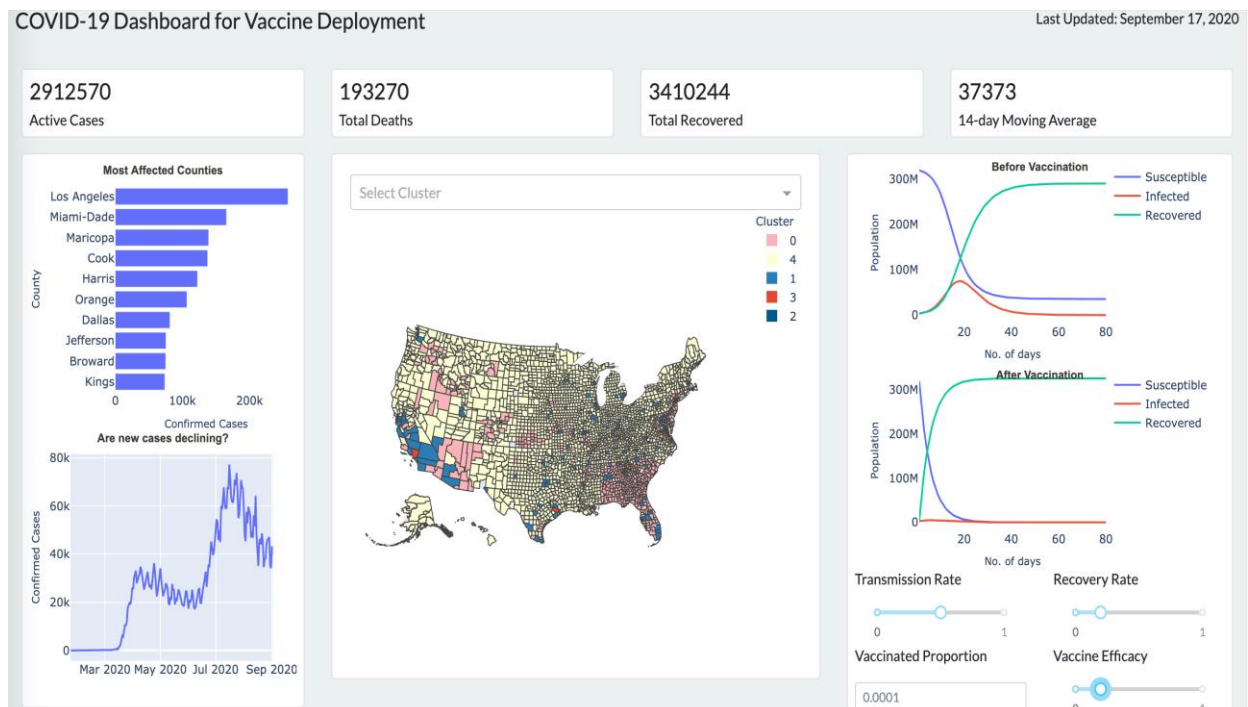 COVID-19 Dashboard for Vaccine Deployment
Last Updated: September 17, 2020
2912570
Active Cases
193270
Total Deaths
3410244
Total Recovered
37373
14-day Moving Average
Most Affected Counties
County
Los Angeles
Miami-Dade
Maricopa
Cook
Harris
Orange
Dallas
Jefferson
Broward
Kings
0 100k 200k
Confirmed Cases
Are new cases declining?
Confirmed Cases
80k
60k
40k
20k
0
Mar 2020 May 2020 Jul 2020 Sep 2020
Select Cluster
Cluster
0
4
1
3
2
Before Vaccination
Population
300M
200M
100M
0
20 40 60 80
No. of days
Susceptible
Infected
Recovered
After Vaccination
Population
300M
200M
100M
0
20 40 60 80
No. of days
Susceptible
Infected
Recovered
Transmission Rate
0 1
Recovery Rate
0 1
Vaccinated Proportion
0.0001
Vaccine Efficacy